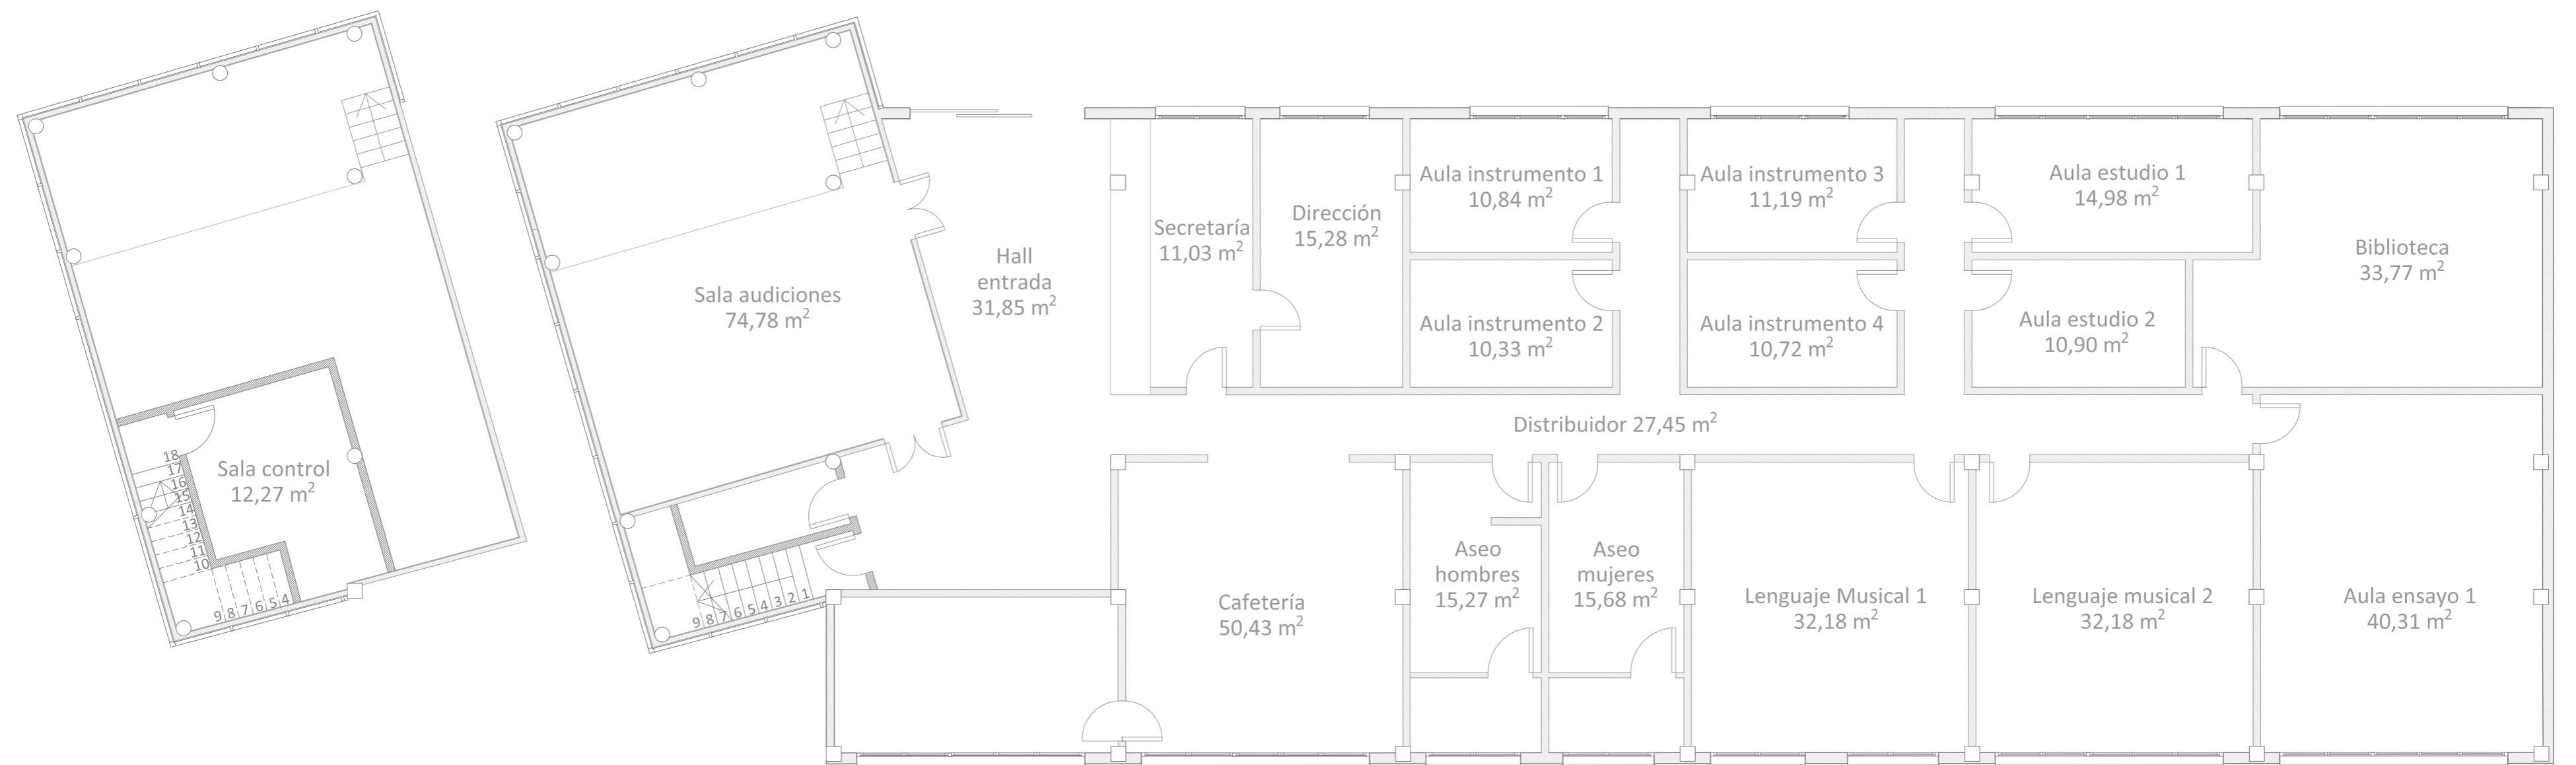 Sala control
12,27 m²
18
17
16
15
14
13
12
11
10
9 8 7 6 5 4
Sala audiciones
74,78 m²
9 8 7 6 5 4 3 2 1
Hall
entrada
31,85 m²
Secretaría
11,03 m²
Dirección
15,28 m²
Aula instrumento 1
10,84 m²
Aula instrumento 2
10,33 m²
Aula instrumento 3
11,19 m²
Aula instrumento 4
10,72 m²
Aula estudio 1
14,98 m²
Aula estudio 2
10,90 m²
Biblioteca
33,77 m²
Distribuidor 27,45 m²
Cafetería
50,43 m²
Aseo
hombres
15,27 m²
Aseo
mujeres
15,68 m²
Lenguaje Musical 1
32,18 m²
Lenguaje musical 2
32,18 m²
Aula ensayo 1
40,31 m²